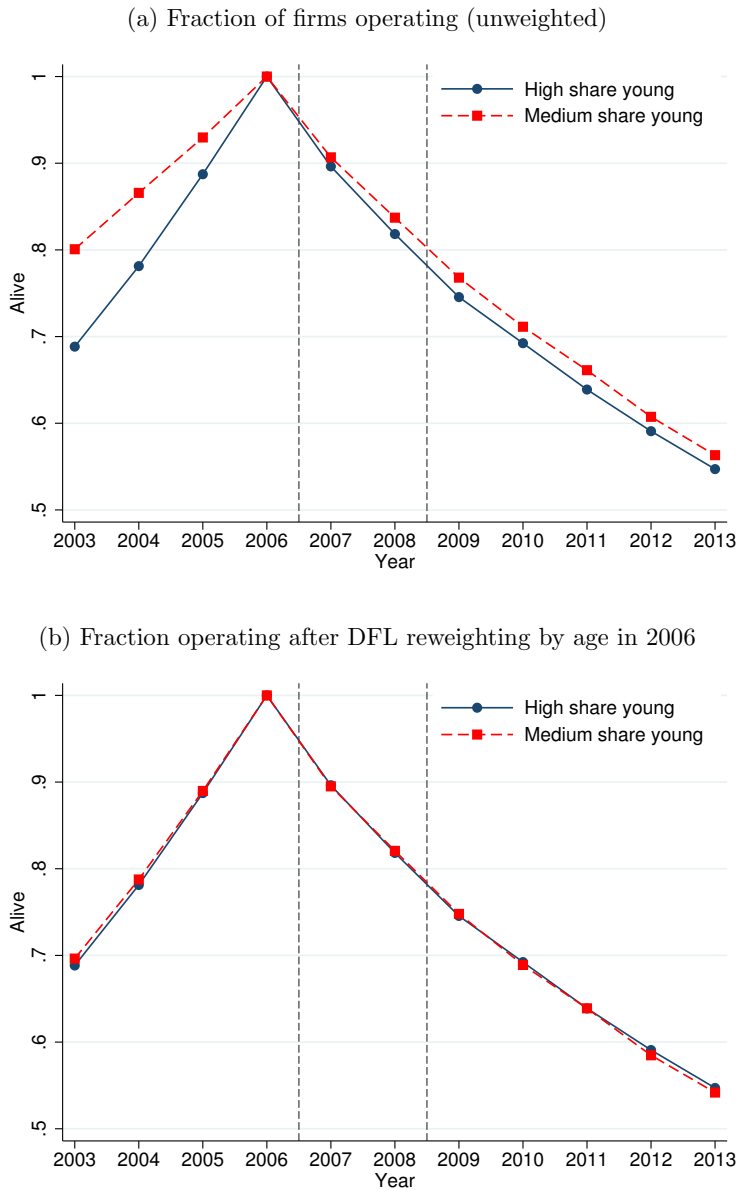 (a) Fraction of firms operating (unweighted)
High share young
Medium share young
1
.9
.8
.7
.6
.5
Alive
2003 2004 2005 2006 2007 2008 2009 2010 2011 2012 2013
Year
(b) Fraction operating after DFL reweighting by age in 2006
High share young
Medium share young
1
.9
.8
.7
.6
.5
Alive
2003 2004 2005 2006 2007 2008 2009 2010 2011 2012 2013
Year